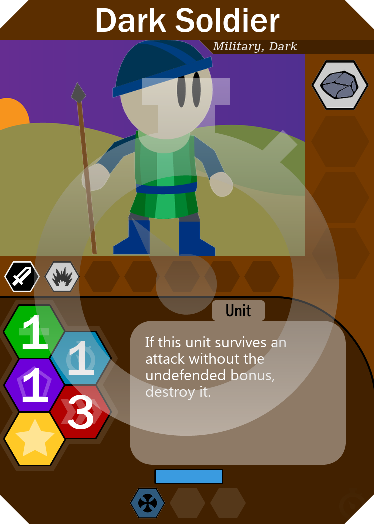 Dark Soldier
Military, Dark
Unit
1
1
1
3
If this unit survives an
attack without the
undefended bonus,
destroy it.